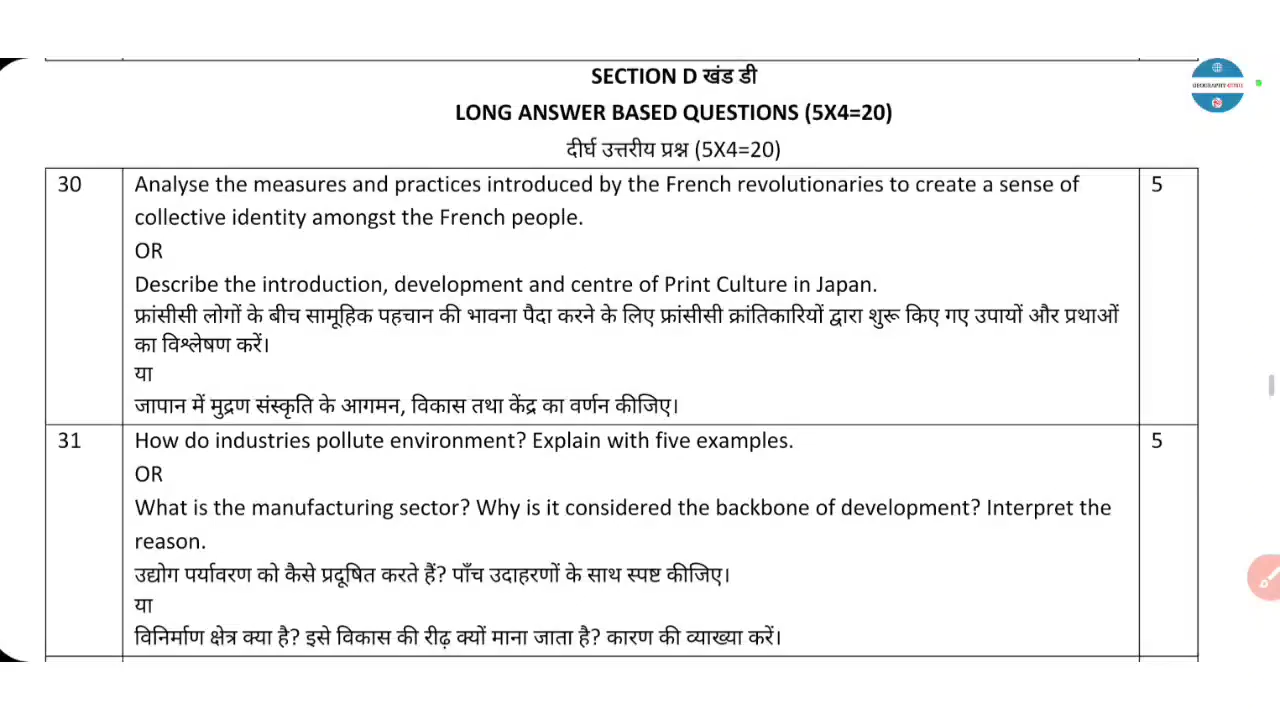 SECTION D खंड डी
LONG ANSWER BASED QUESTIONS (5X4=20)
दीर्घ उत्तरीय प्रश्न (5X4=20)
30 Analyse the measures and practices introduced by the French revolutionaries to create a sense of 5
collective identity amongst the French people.
OR
Describe the introduction, development and centre of Print Culture in Japan.
फ्रांसीसी लोगों के बीच सामूहिक पहचान की भावना पैदा करने के लिए फ्रांसीसी क्रांतिकारियों द्वारा शुरू किए गए उपायों और प्रथाओं
का विश्लेषण करें।
या
जापान में मुद्रण संस्कृति के आगमन, विकास तथा केंद्र का वर्णन कीजिए।
31 How do industries pollute environment? Explain with five examples. 5
OR
What is the manufacturing sector? Why is it considered the backbone of development? Interpret the
reason.
उद्योग पर्यावरण को कैसे प्रदूषित करते हैं? पाँच उदाहरणों के साथ स्पष्ट कीजिए।
या
विनिर्माण क्षेत्र क्या है? इसे विकास की रीढ़ क्यों माना जाता है? कारण की व्याख्या करें।